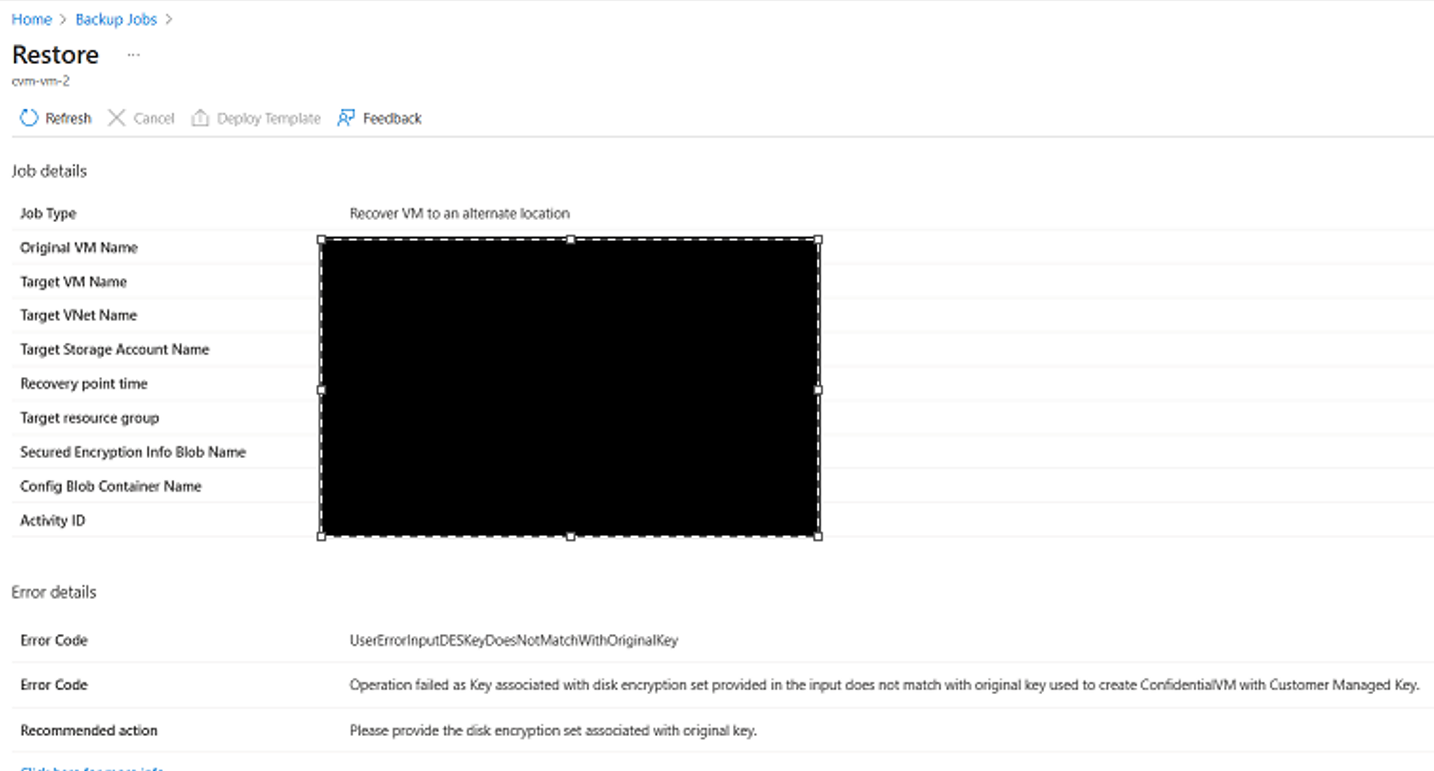 Home > Backup Jobs >
Restore ...
cvm-vm-2
Refresh Cancel Deploy Template Feedback
Job details
Job Type Recover VM to an alternate location
Original VM Name
Target VM Name
Target VNet Name
Target Storage Account Name
Recovery point time
Target resource group
Secured Encryption Info Blob Name
Config Blob Container Name
Activity ID
Error details
Error Code UserErrorInputDESKeyDoesNotMatchWithOriginalKey
Error Code Operation failed as Key associated with disk encryption set provided in the input does not match with original key used to create ConfidentialVM with Customer Managed Key.
Recommended action Please provide the disk encryption set associated with original key.
Click here for more info